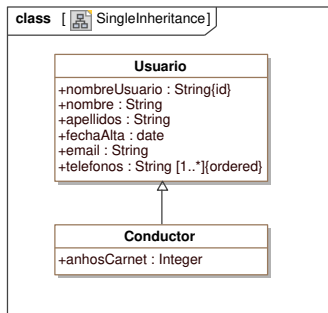 class [ SingleInheritance]
Usuario
+nombreUsuario : String{id}
+nombre : String
+apellidos : String
+fechaAlta : date
+email : String
+telefonos : String [1..*]{ordered}
Conductor
+anhosCarnet : Integer